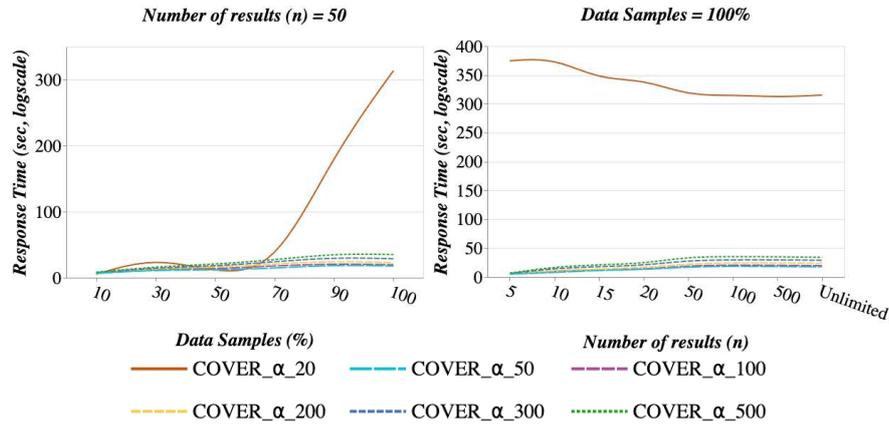 Number of results (n) = 50
Data Samples = 100%
Response Time (sec, logscale)
300
200
100
0
10 30 50 70 90 100
Data Samples (%)
Response Time (sec, logscale)
400
350
300
250
200
150
100
50
0
5 10 15 20 50 100 500 Unlimited
Number of results (n)
COVER_α_20 COVER_α_50 COVER_α_100
COVER_α_200 COVER_α_300 COVER_α_500